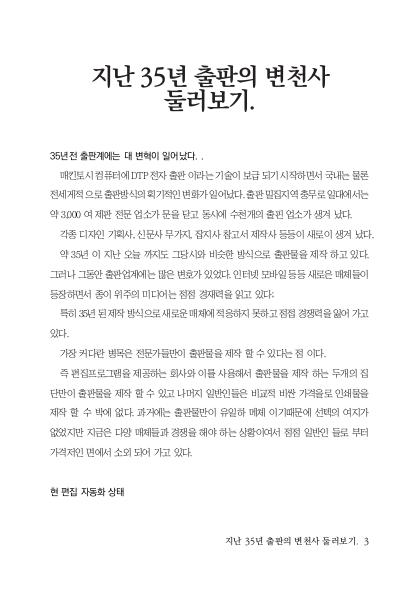 지난 35년 출판의 변천사
둘러보기.
35년전 출판계에는 대 변혁이 일어났다. .
매킨토시 컴퓨터에 DTP 전자 출판 이라는 기술이 보급 되기 시작하면서 국내는 물론
전세계적 으로 출판방식의 획기적인 변화가 일어났다. 출판 밀집지역 충무로 일대에서는
약 3,000 여 제판 전문 업소가 문을 닫고 동시에 수천개의 출핀 업소가 생겨 났다.
각종 디자인 기획사, 신문사 무가지, 잡지사 참고서 제작사 등등이 새로이 생겨 났다.
약 35년 이 지난 오늘 까지도 그당시와 비슷한 방식으로 출판물을 제작 하고 있다.
그러나 그동안 출판업계에는 많은 변호가 있었다. 인터넷 모바일 등등 새로은 매체들이
등장하면서 종이 위주의 미디어는 점점 경재력을 잃고 있다;
특히 35년 된 제작 방식으로 새로운 매체에 적응하지 못하고 점점 경쟁력을 잃어 가고
있다.
가장 커다란 병목은 전문가들만이 출판물을 제작 할 수 있다는 점 이다.
즉 편집프로그램을 제공하는 회사와 이를 사용해서 출판물을 제작 하는 두개의 집
단만이 출판물을 제작 할 수 있고 나머지 일반인들은 비교적 비싼 가격을로 인쇄물을
제작 할 수 박에 없다. 과거에는 출판물만이 유일하 메체 이기때문에 선택의 여지가
없었지만 지금은 다양 매체들과 경쟁을 해야 하는 상황이여서 점점 일반인 들로 부터
가격저인 면에서 소외 되어 가고 있다.
현 편집 자동화 상태
지난 35년 출판의 변천사 둘러보기. 3